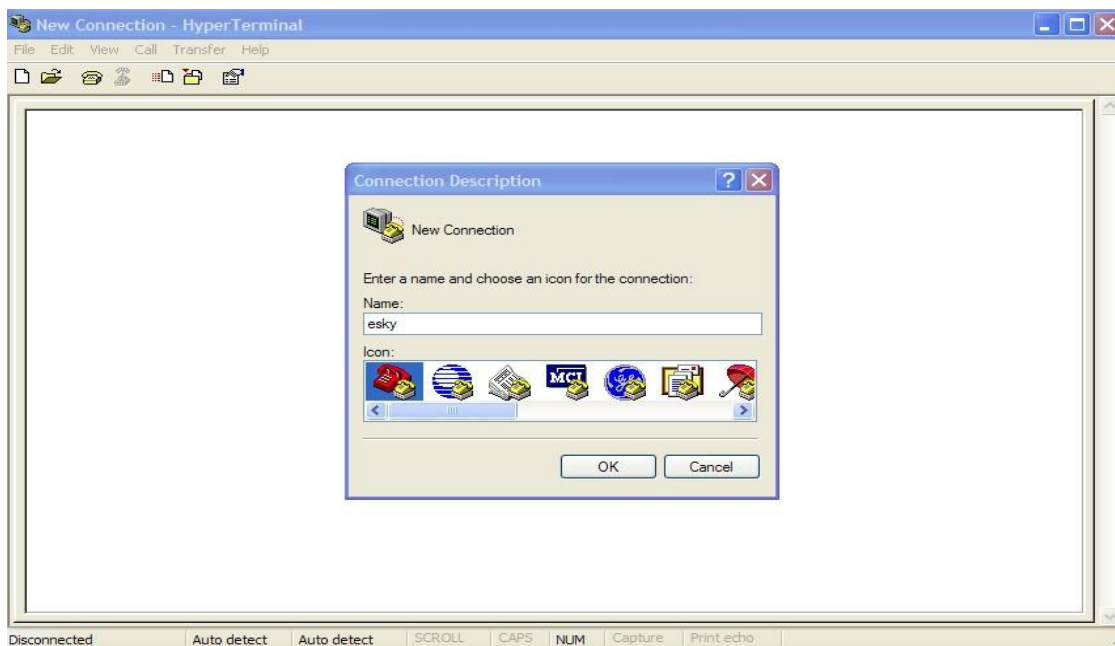 New Connection - HyperTerminal
File Edit View Call Transfer Help
Connection Description
New Connection
Enter a name and choose an icon for the connection:
Name:
esky
Icon:
MCI
OK Cancel
Disconnected Auto detect Auto detect SCROLL CAPS NUM Capture Print echo